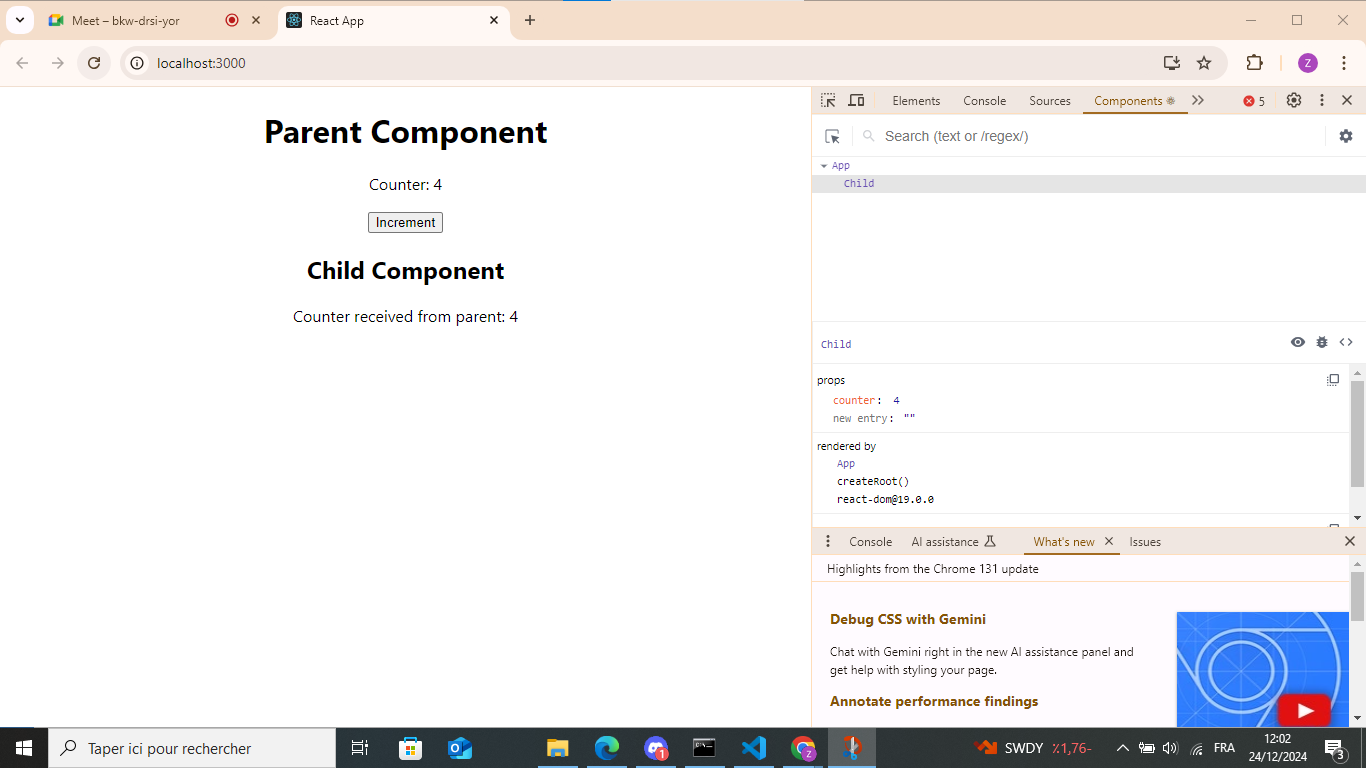 Meet – bkw-drsi-yor
React App
localhost:3000
Z
Parent Component
Counter: 4
Increment
Child Component
Counter received from parent: 4
Elements
Console
Sources
Components
5
Search (text or /regex/)
App
Child
Child
props
counter: 4
new entry: ""
rendered by
App
createRoot()
react-dom@19.0.0
Console
AI assistance
What's new
Issues
Highlights from the Chrome 131 update
Debug CSS with Gemini
Chat with Gemini right in the new AI assistance panel and
get help with styling your page.
Annotate performance findings
Taper ici pour rechercher
1
Z
SWDY
٪1,76-
FRA
12:02
24/12/2024
3